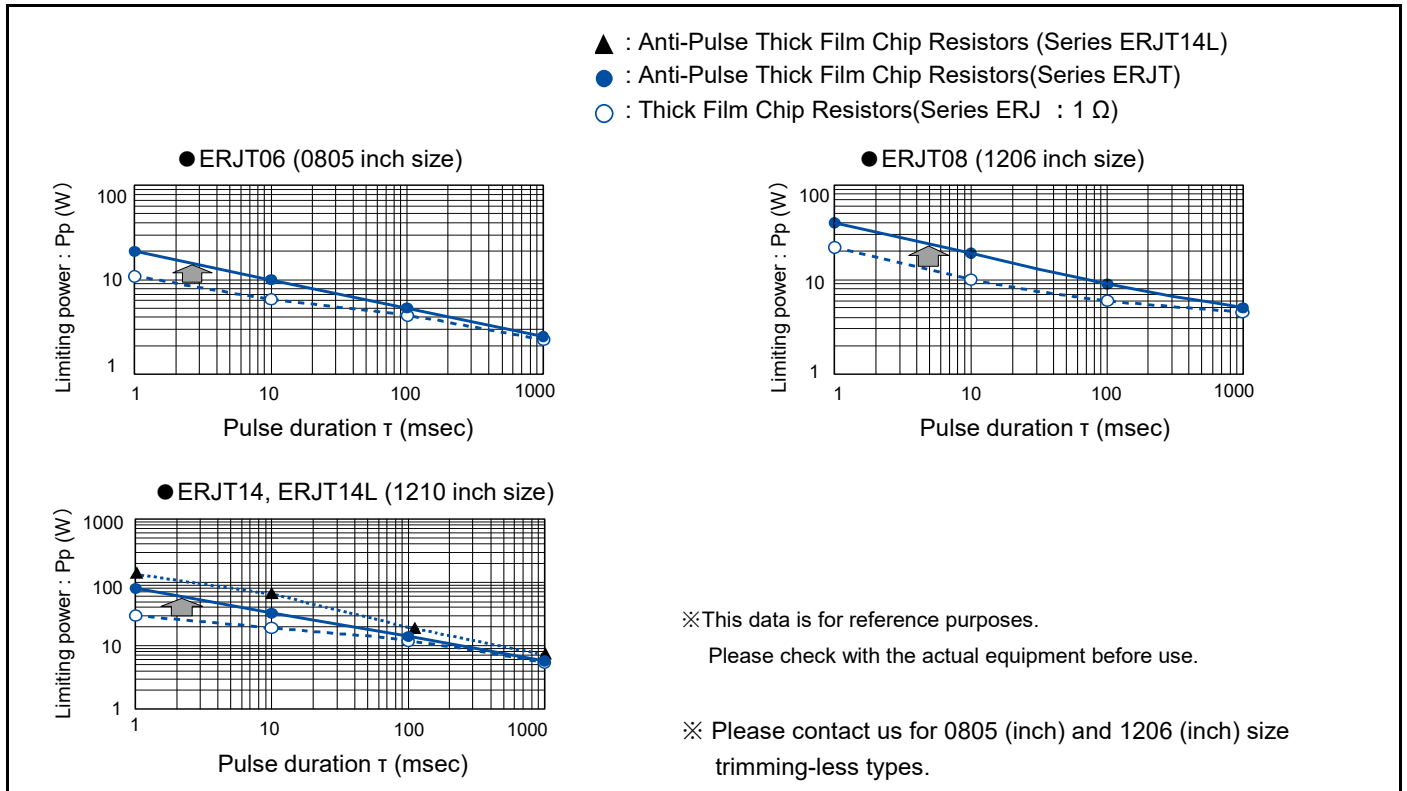 ▲ : Anti-Pulse Thick Film Chip Resistors (Series ERJT14L)
● : Anti-Pulse Thick Film Chip Resistors(Series ERJT)
○ : Thick Film Chip Resistors(Series ERJ : 1 Ω)
●ERJT06 (0805 inch size)
Limiting power : Pp (W)
100
10
1
1 10 100 1000
Pulse duration τ (msec)
●ERJT08 (1206 inch size)
Limiting power : Pp (W)
100
10
1
1 10 100 1000
Pulse duration τ (msec)
●ERJT14, ERJT14L (1210 inch size)
Limiting power : Pp (W)
1000
100
10
1
1 10 100 1000
Pulse duration τ (msec)
※This data is for reference purposes.
Please check with the actual equipment before use.
※ Please contact us for 0805 (inch) and 1206 (inch) size
trimming-less types.